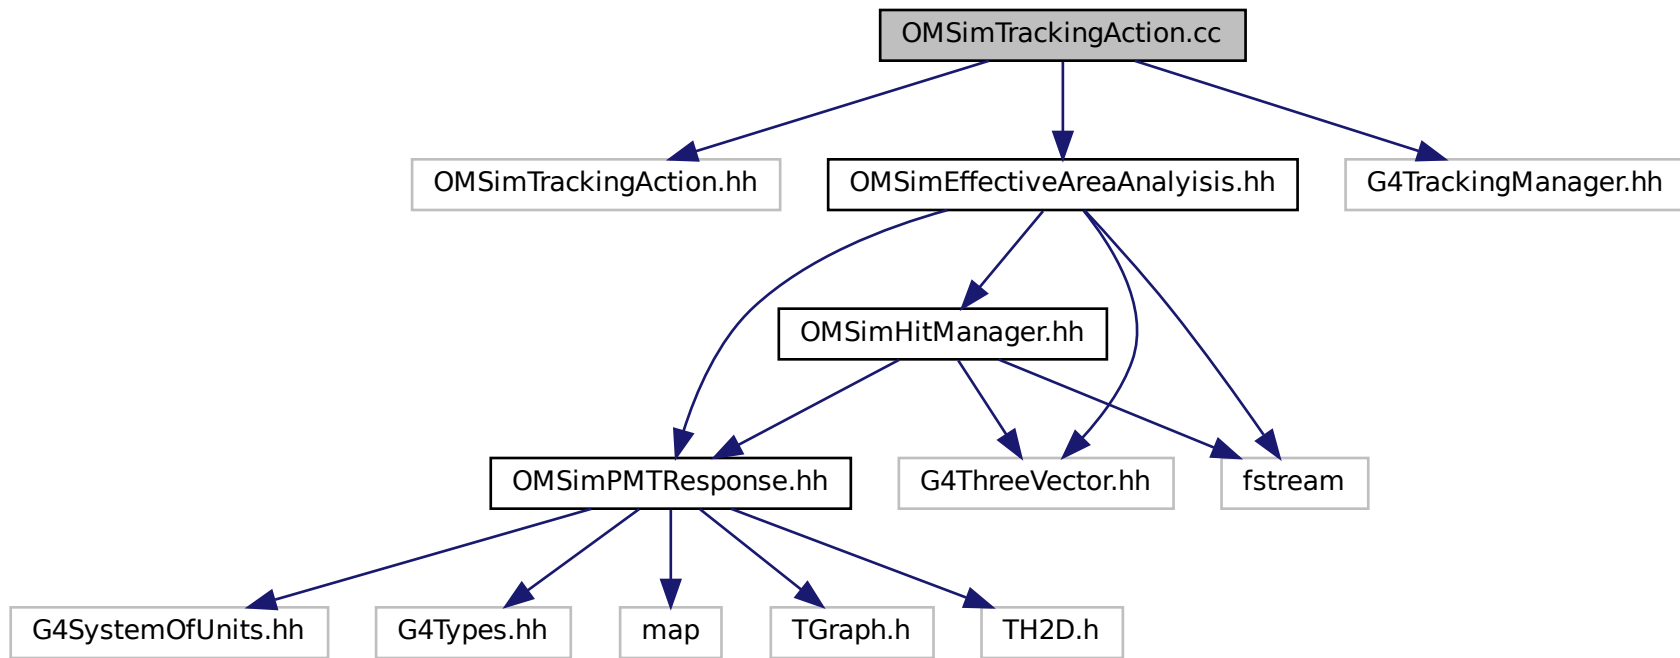 OMSimTrackingAction.cc
OMSimTrackingAction.hh
OMSimEffectiveAreaAnalyisis.hh
G4TrackingManager.hh
OMSimHitManager.hh
OMSimPMTResponse.hh
G4ThreeVector.hh
fstream
G4SystemOfUnits.hh
G4Types.hh
map
TGraph.h
TH2D.h